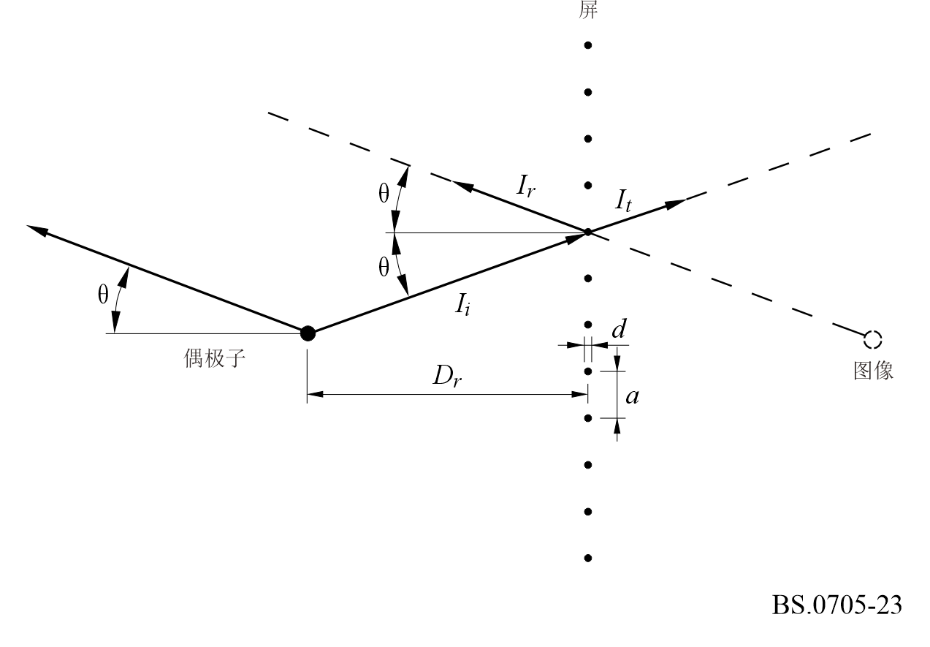 屏
θ
I_r
I_t
θ
θ
I_i
偶极子
d
D_r
a
图像
BS.0705-23